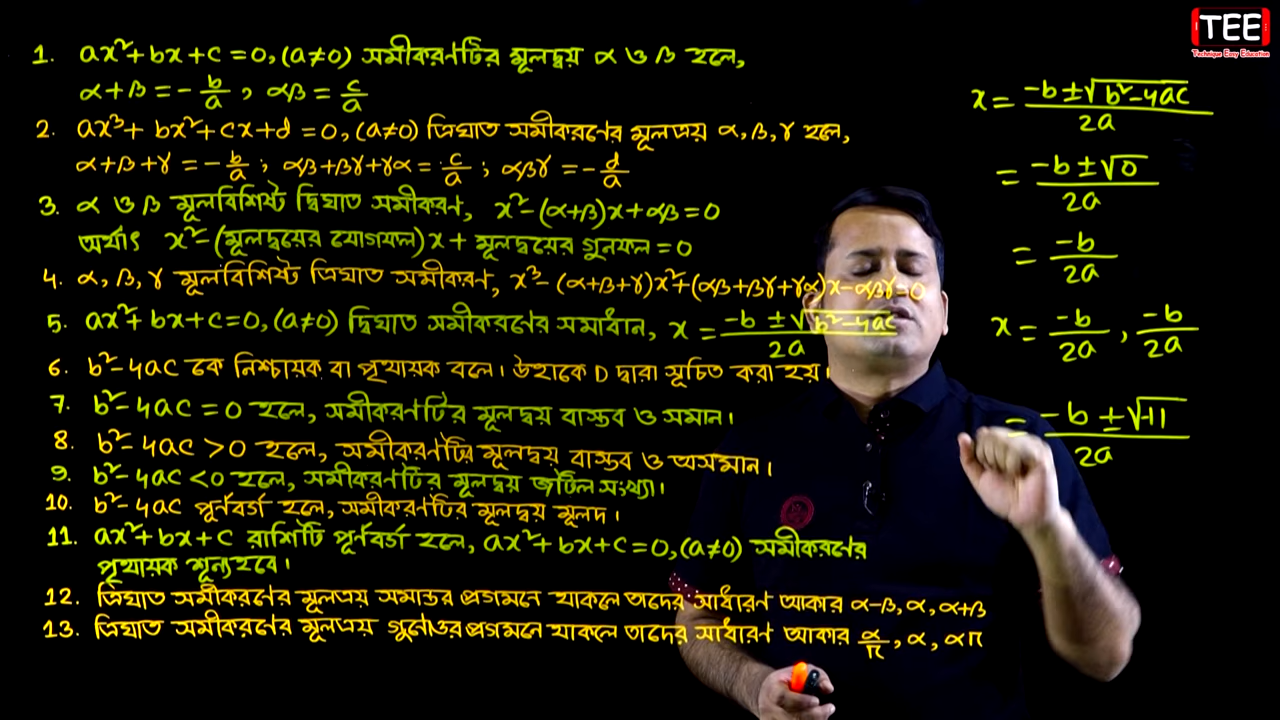 TEE
Technique Easy Education
1. ax²+bx+c=0, (a≠0) সমীকরণটির মূলদ্বয় α ও β হলে,
α+β = -b/a, αβ = c/a
2. ax³+bx²+cx+d=0, (a≠0) ত্রিঘাত সমীকরণের মূলত্রয় α, β, γ হলে,
α+β+γ = -b/a ; αβ+βγ+γα = c/a ; αβγ = -d/a
3. α ও β মূলবিশিষ্ট দ্বিঘাত সমীকরণ, x²-(α+β)x+αβ=0
অর্থাৎ x²-(মূলদ্বয়ের যোগফল)x + মূলদ্বয়ের গুনফল = 0
4. α, β, γ মূলবিশিষ্ট ত্রিঘাত সমীকরণ, x³-(α+β+γ)x²+(αβ+βγ+γα)x-αβγ=0
5. ax²+bx+c=0, (a≠0) দ্বিঘাত সমীকরণের সমাধান, x = (-b±√(b²-4ac))/2a
6. b²-4ac কে নিশ্চায়ক বা পৃথায়ক বলে। উহাকে D দ্বারা সূচিত করা হয়।
7. b²-4ac = 0 হলে, সমীকরণটির মূলদ্বয় বাস্তব ও সমান।
8. b²-4ac > 0 হলে, সমীকরণটির মূলদ্বয় বাস্তব ও অসমান।
9. b²-4ac < 0 হলে, সমীকরণটির মূলদ্বয় জটিল সংখ্যা।
10. b²-4ac পূর্নবর্গ হলে, সমীকরণটির মূলদ্বয় মূলদ।
11. ax²+bx+c রাশিটি পূর্ণবর্গ হলে, ax²+bx+c=0, (a≠0) সমীকরণের
পৃথায়ক শূন্য হবে।
12. ত্রিঘাত সমীকরণের মূলত্রয় সমান্তর প্রগমনে থাকলে তাদের সাধারণ আকার α-β, α, α+β
13. ত্রিঘাত সমীকরণের মূলত্রয় গুনোত্তর প্রগমনে থাকলে তাদের সাধারণ আকার α/r, α, αr
x = (-b±√(b²-4ac))/2a
= (-b±√0)/2a
= -b/2a
x = -b/2a, -b/2a
= (-b±√-11)/2a